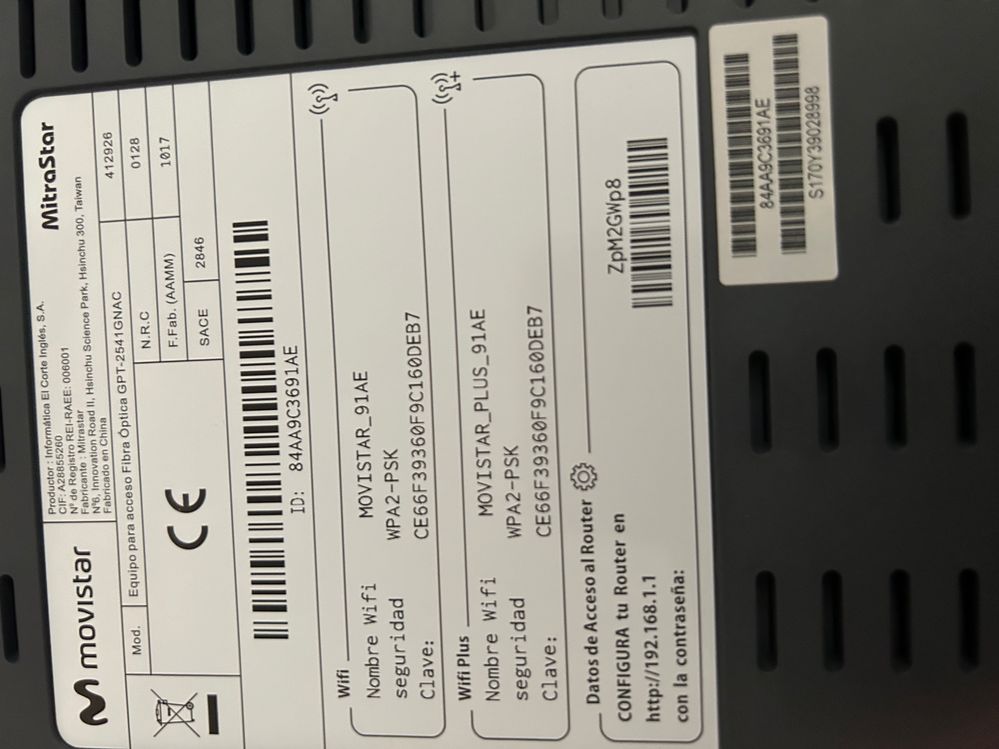 movistar
Productor : Informática El Corte Inglés, S.A.
CIF: A28855260
Nº de Registro REI-RAEE: 006001
Fabricante : Mitrastar
Nº6, Innovation Road II, Hsinchu Science Park, Hsinchu 300, Taiwan
Fabricado en China
MitraStar
Mod. Equipo para acceso Fibra Óptica GPT-2541GNAC 412926
N.R.C 0128
F.Fab. (AAMM) 1017
SACE 2846
CE
ID: 84AA9C3691AE
Wifi
Nombre Wifi MOVISTAR_91AE
seguridad WPA2-PSK
Clave: CE66F39360F9C160DEB7
Wifi Plus
Nombre Wifi MOVISTAR_PLUS_91AE
seguridad WPA2-PSK
Clave: CE66F39360F9C160DEB7
Datos de Acceso al Router
CONFIGURA tu Router en
http://192.168.1.1
con la contraseña:
ZpM2GWp8
84AA9C3691AE
S170Y39028998